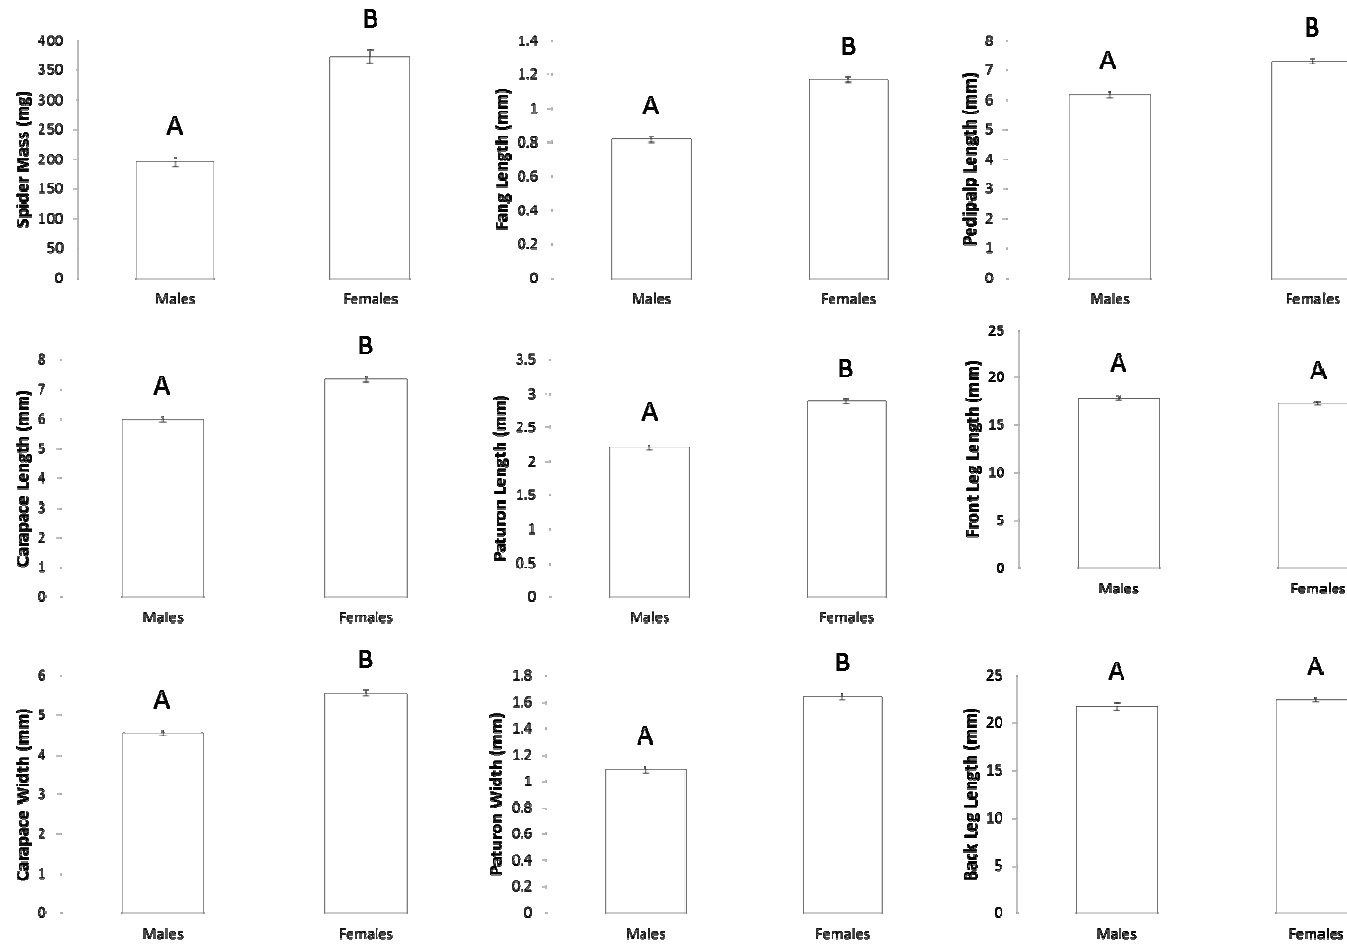 B
A
Spider Mass (mg)
400
350
300
250
200
150
100
50
0
Males Females
B
A
Fang Length (mm)
1.4
1.2
1
0.8
0.6
0.4
0.2
0
Males Females
B
A
Pedipalp Length (mm)
8
7
6
5
4
3
2
1
0
Males Females
B
A
Carapace Length (mm)
8
7
6
5
4
3
2
1
0
Males Females
B
A
Paturon Length (mm)
3.5
3
2.5
2
1.5
1
0.5
0
Males Females
A A
Front Leg Length (mm)
25
20
15
10
5
0
Males Females
B
A
Carapace Width (mm)
6
5
4
3
2
1
0
Males Females
B
A
Paturon Width (mm)
1.8
1.6
1.4
1.2
1
0.8
0.6
0.4
0.2
0
Males Females
A A
Back Leg Length (mm)
25
20
15
10
5
0
Males Females